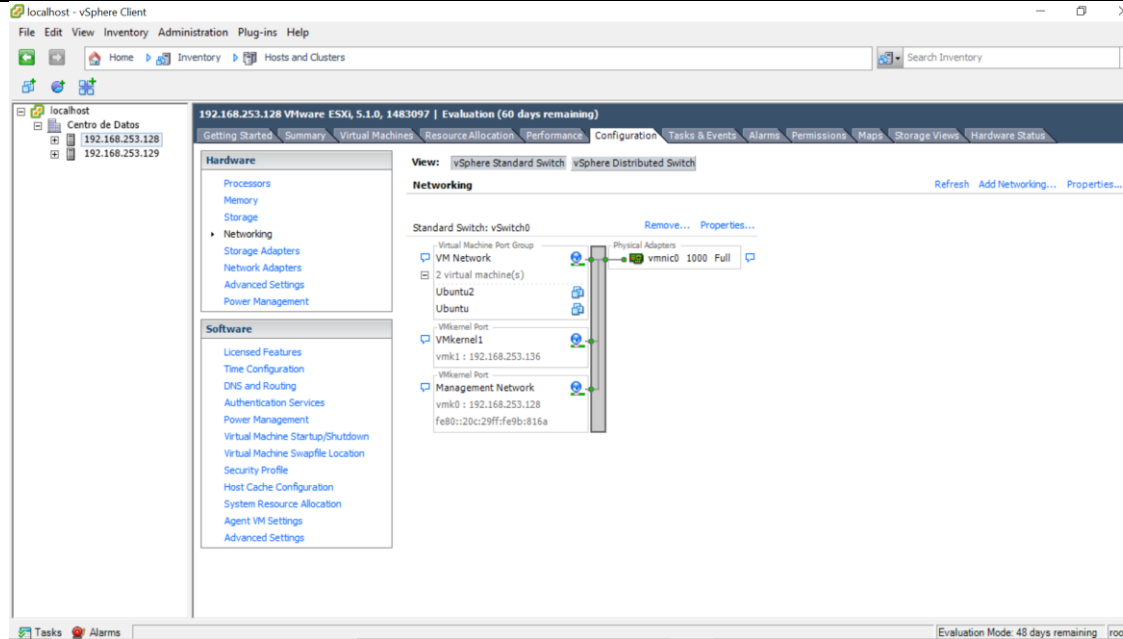 localhost - vSphere Client
File Edit View Inventory Administration Plug-ins Help
Home Inventory Hosts and Clusters
Search Inventory
localhost
Centro de Datos
192.168.253.128
192.168.253.129
192.168.253.128 VMware ESXi, 5.1.0, 1483097 | Evaluation (60 days remaining)
Getting Started Summary Virtual Machines Resource Allocation Performance Configuration Tasks & Events Alarms Permissions Maps Storage Views Hardware Status
Hardware
Processors
Memory
Storage
Networking
Storage Adapters
Network Adapters
Advanced Settings
Power Management
Software
Licensed Features
Time Configuration
DNS and Routing
Authentication Services
Power Management
Virtual Machine Startup/Shutdown
Virtual Machine Swapfile Location
Security Profile
Host Cache Configuration
System Resource Allocation
Agent VM Settings
Advanced Settings
View: vSphere Standard Switch vSphere Distributed Switch
Networking
Refresh Add Networking... Properties...
Standard Switch: vSwitch0 Remove... Properties...
Virtual Machine Port Group
VM Network
2 virtual machine(s)
Ubuntu2
Ubuntu
VMkernel Port
VMkernel1
vmk1 : 192.168.253.136
VMkernel Port
Management Network
vmk0 : 192.168.253.128
fe80::20c:29ff:fe9b:816a
Physical Adapters
vmnic0 1000 Full
Tasks Alarms
Evaluation Mode: 48 days remaining roo